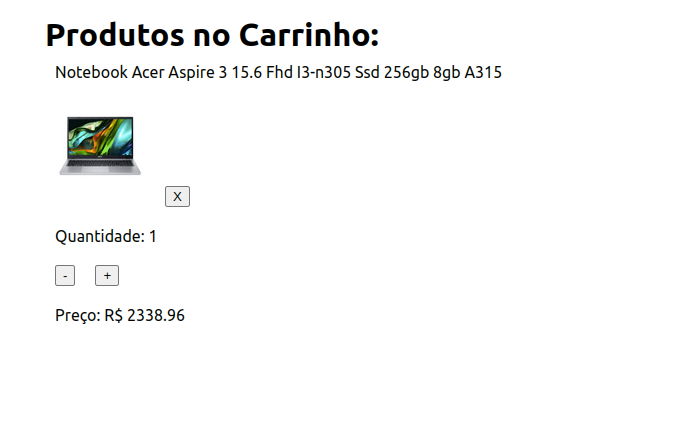 Produtos no Carrinho:
Notebook Acer Aspire 3 15.6 Fhd I3-n305 Ssd 256gb 8gb A315
X
Quantidade: 1
- +
Preço: R$ 2338.96